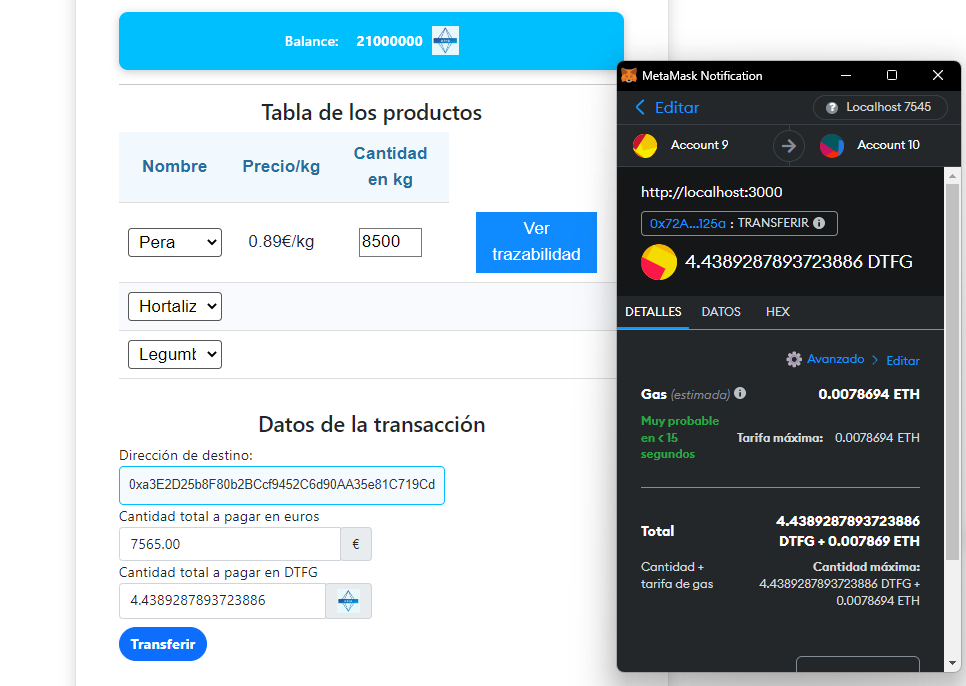 Balance: 21000000
Tabla de los productos
Nombre Precio/kg Cantidad en kg
Pera 0.89€/kg 8500 Ver trazabilidad
Hortaliz
Legumb
Datos de la transacción
Dirección de destino:
0xa3E2D25b8F80b2BCcf9452C6d90AA35e81C719Cd
Cantidad total a pagar en euros
7565.00 €
Cantidad total a pagar en DTFG
4.4389287893723886
Transferir
MetaMask Notification
Editar Localhost 7545
Account 9 Account 10
http://localhost:3000
0x72A...125a : TRANSFERIR
4.4389287893723886 DTFG
DETALLES DATOS HEX
Avanzado > Editar
Gas (estimada) 0.0078694 ETH
Muy probable
en < 15
segundos
Tarifa máxima: 0.0078694 ETH
Total
4.4389287893723886
DTFG + 0.007869 ETH
Cantidad +
tarifa de gas
Cantidad máxima:
4.4389287893723886 DTFG +
0.0078694 ETH